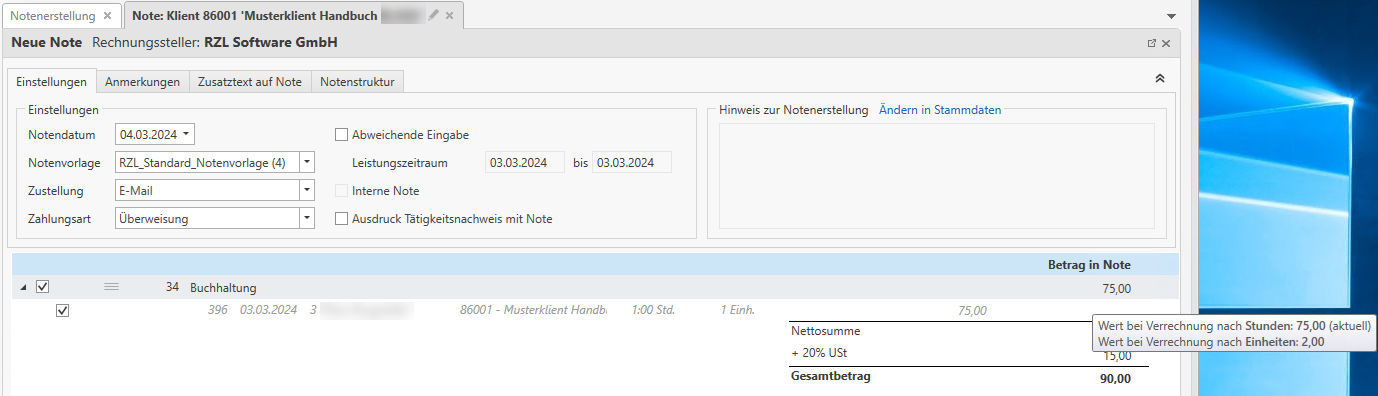 Notenerstellung
Note: Klient 86001 'Musterklient Handbuch
Neue Note Rechnungssteller: RZL Software GmbH
Einstellungen Anmerkungen Zusatztext auf Note Notenstruktur
Einstellungen
Hinweis zur Notenerstellung Ändern in Stammdaten
Notendatum 04.03.2024 Abweichende Eingabe
Notenvorlage RZL_Standard_Notenvorlage (4) Leistungszeitraum 03.03.2024 bis 03.03.2024
Zustellung E-Mail Interne Note
Zahlungsart Überweisung Ausdruck Tätigkeitsnachweis mit Note
Betrag in Note
34 Buchhaltung 75,00
396 03.03.2024 3 86001 - Musterklient Handb 1:00 Std. 1 Einh. 75,00
Nettosumme
+ 20% USt 15,00
Gesamtbetrag 90,00
Wert bei Verrechnung nach Stunden: 75,00 (aktuell)
Wert bei Verrechnung nach Einheiten: 2,00